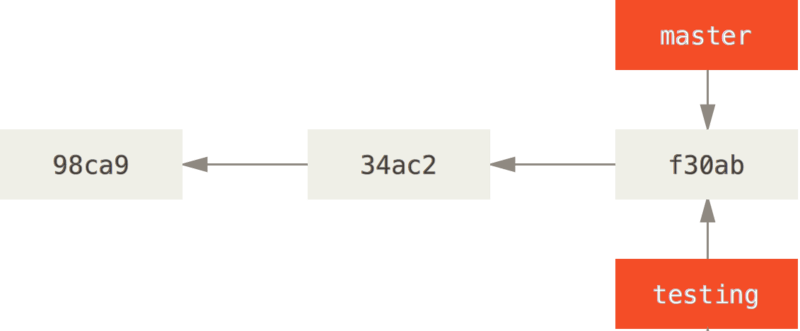 master
98ca9
34ac2
f30ab
testing